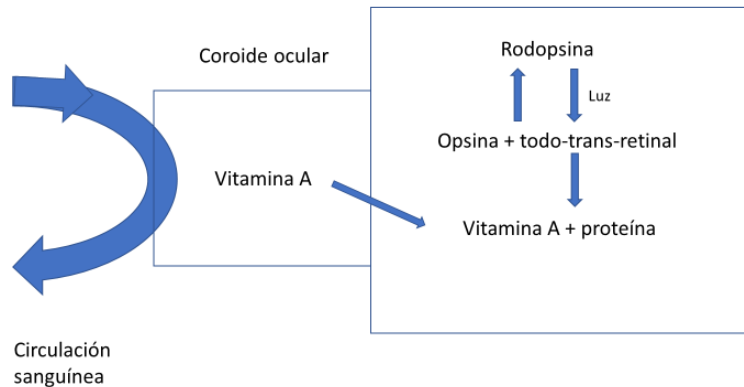 Coroide ocular
Rodopsina
Luz
Opsina + todo-trans-retinal
Vitamina A
Vitamina A + proteína
Circulación
sanguínea